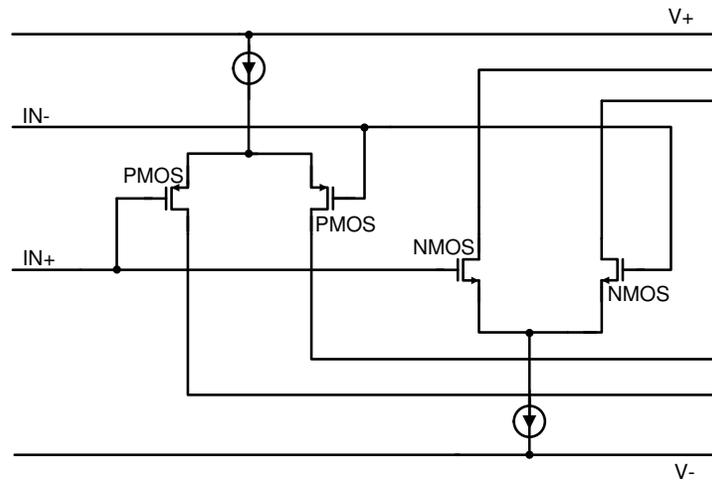 V+
IN-
PMOS
PMOS
NMOS
IN+
NMOS
V-